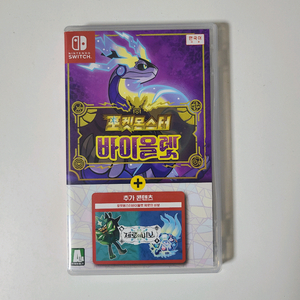 NINTENDO
SWITCH
한국어
포켓몬스터
바이올렛
+
추가 콘텐츠
제로의 비보